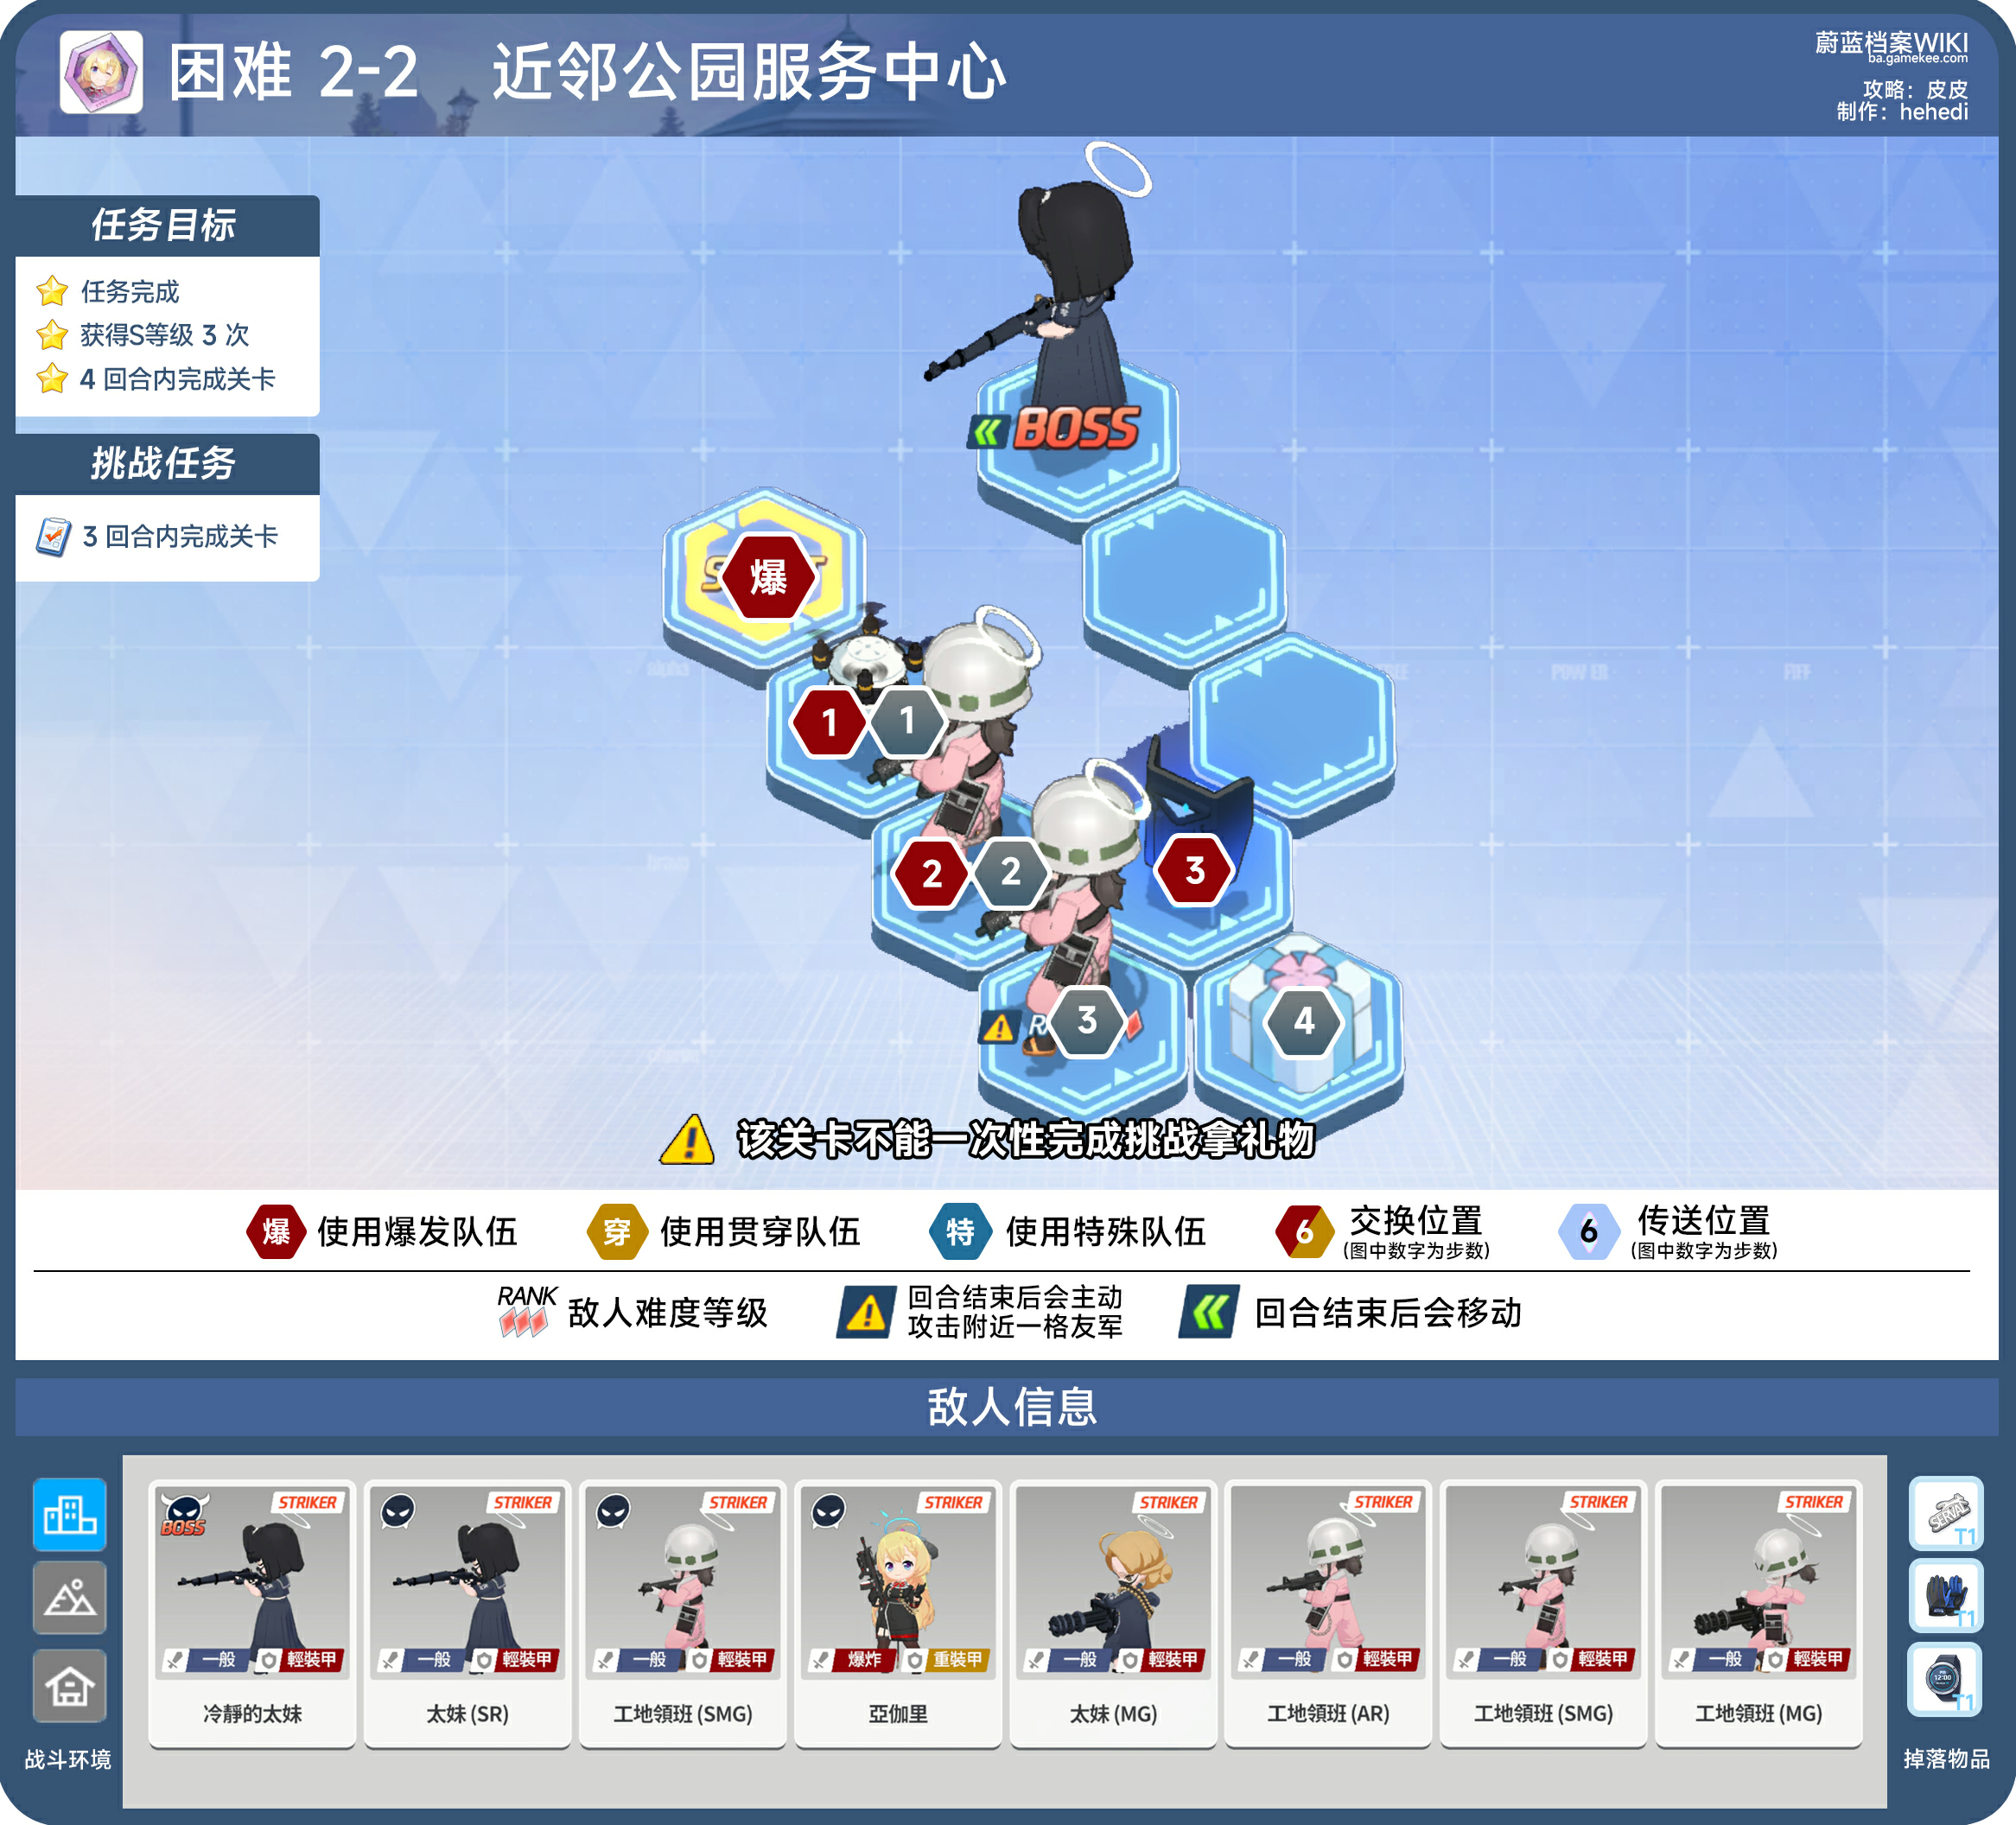 困难 2-2 近邻公园服务中心
蔚蓝档案WIKI
ba.gamekee.com
攻略：皮皮
制作：hehedi
任务目标
任务完成
获得S等级 3 次
4 回合内完成关卡
挑战任务
3 回合内完成关卡
BOSS
爆
1
1
2
2
3
3
4
该关卡不能一次性完成挑战拿礼物
爆 使用爆发队伍
穿 使用贯穿队伍
特 使用特殊队伍
6 交换位置
(图中数字为步数)
6 传送位置
(图中数字为步数)
RANK 敌人难度等级
回合结束后会主动
攻击附近一格友军
回合结束后会移动
敌人信息
BOSS STRIKER
一般 輕裝甲
冷靜的太妹
STRIKER
一般 輕裝甲
太妹 (SR)
STRIKER
一般 輕裝甲
工地領班 (SMG)
STRIKER
爆炸 重裝甲
亞伽里
STRIKER
一般 輕裝甲
太妹 (MG)
STRIKER
一般 輕裝甲
工地領班 (AR)
STRIKER
一般 輕裝甲
工地領班 (SMG)
STRIKER
一般 輕裝甲
工地領班 (MG)
战斗环境
SERVAL
T1
T1
12:00
T1
掉落物品